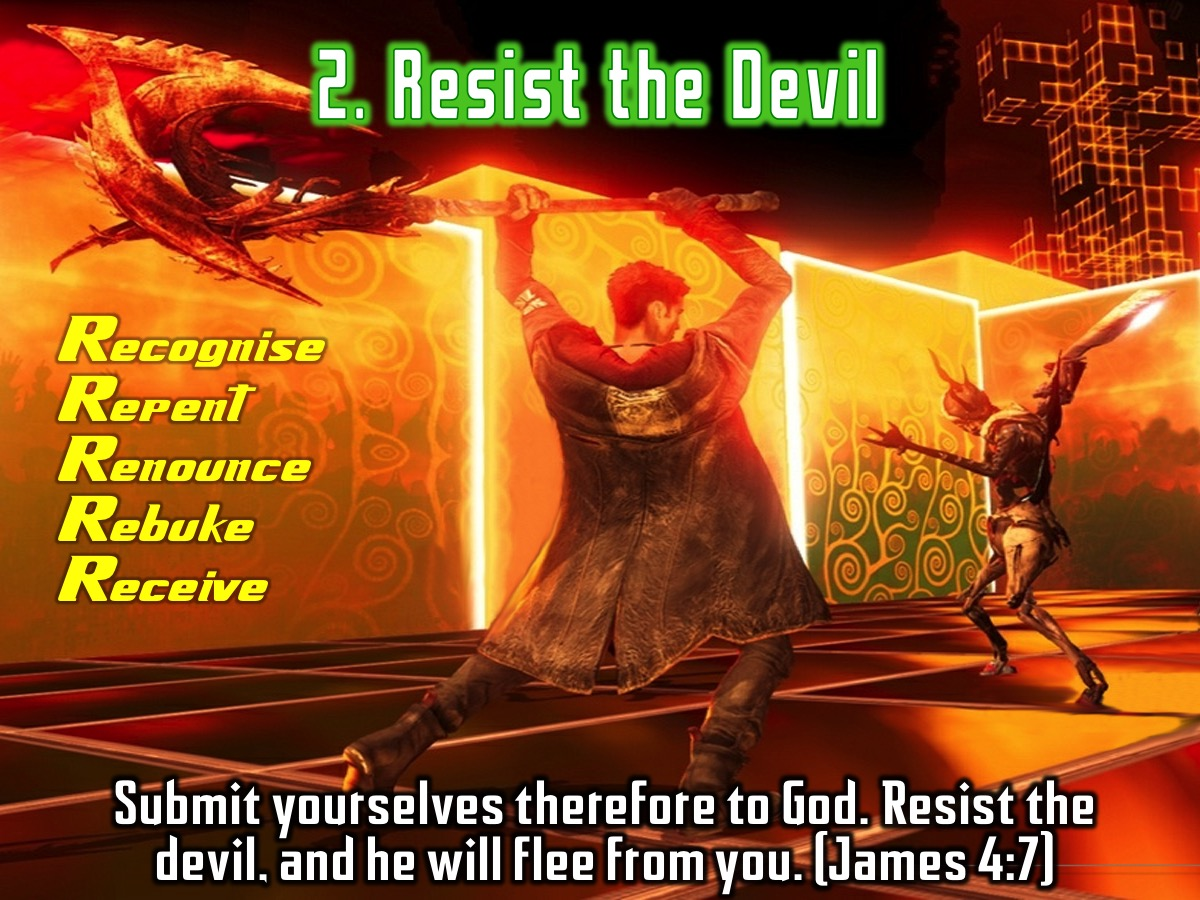 2. Resist the Devil
Recognise
Repent
Renounce
Rebuke
Receive
Submit yourselves therefore to God. Resist the
devil, and he will flee from you. (James 4:7)